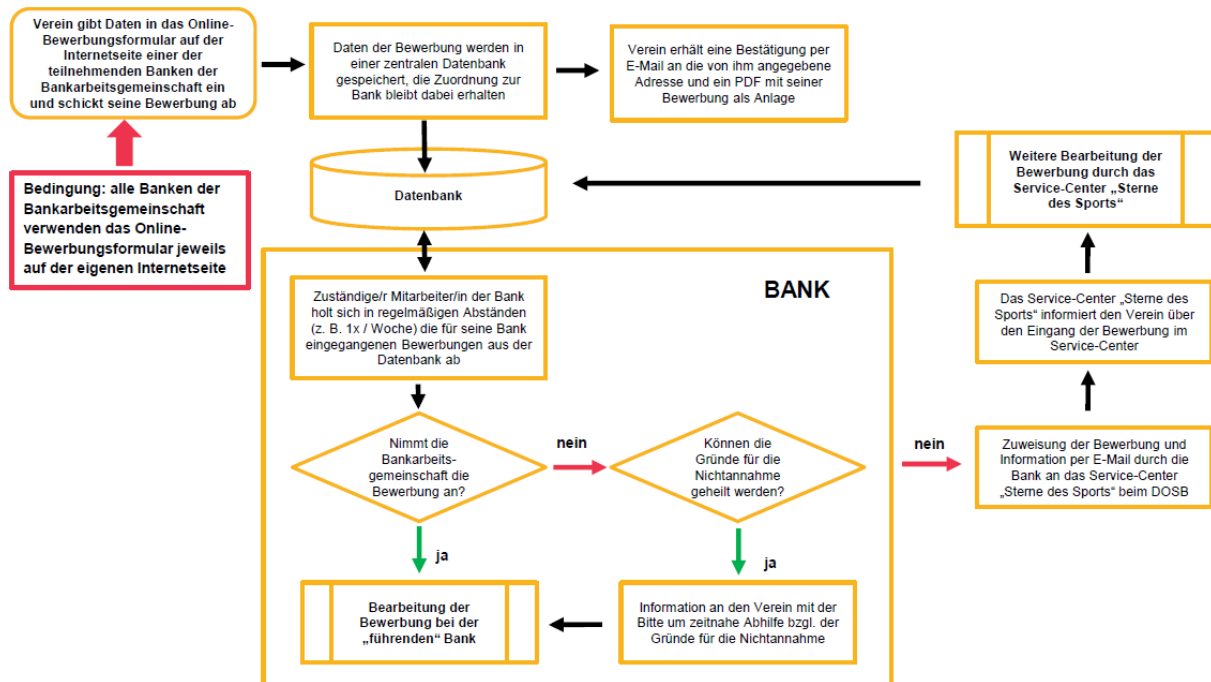 Verein gibt Daten in das Online-
Bewerbungsformular auf der
Internetseite einer der
teilnehmenden Banken der
Bankarbeitsgemeinschaft ein
und schickt seine Bewerbung ab
Daten der Bewerbung werden in
einer zentralen Datenbank
gespeichert, die Zuordnung zur
Bank bleibt dabei erhalten
Verein erhält eine Bestätigung per
E-Mail an die von ihm angegebene
Adresse und ein PDF mit seiner
Bewerbung als Anlage
Bedingung: alle Banken der
Bankarbeitsgemeinschaft
verwenden das Online-
Bewerbungsformular jeweils
auf der eigenen Internetseite
Datenbank
Weitere Bearbeitung der
Bewerbung durch das
Service-Center „Sterne
des Sports“
BANK
Zuständige/r Mitarbeiter/in der Bank
holt sich in regelmäßigen Abständen
(z. B. 1x / Woche) die für seine Bank
eingegangenen Bewerbungen aus der
Datenbank ab
Das Service-Center „Sterne des
Sports“ informiert den Verein über
den Eingang der Bewerbung im
Service-Center
Nimmt die
Bankarbeits-
gemeinschaft die
Bewerbung an?
nein
Können die
Gründe für die
Nichtannahme
geheilt werden?
nein
Zuweisung der Bewerbung und
Information per E-Mail durch die
Bank an das Service-Center
„Sterne des Sports“ beim DOSB
ja
ja
Bearbeitung der
Bewerbung bei der
„führenden“ Bank
Information an den Verein mit der
Bitte um zeitnahe Abhilfe bzgl. der
Gründe für die Nichtannahme